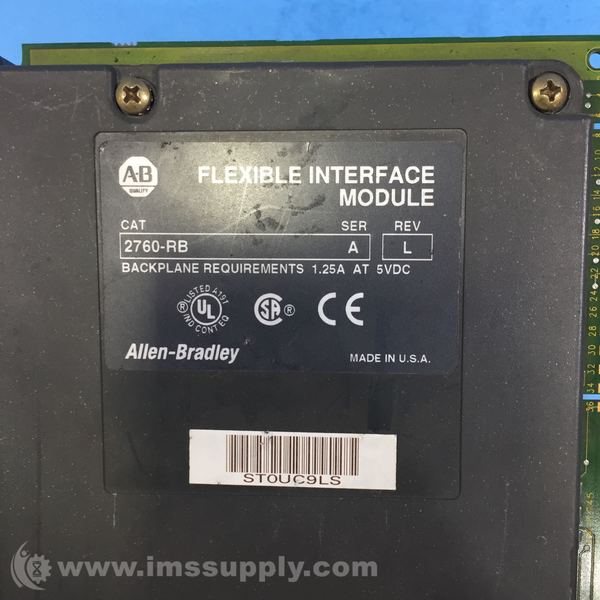 A-B
QUALITY
FLEXIBLE INTERFACE
MODULE
CAT SER REV
2760-RB A L
BACKPLANE REQUIREMENTS 1.25A AT 5VDC
LISTED A191
UL
IND CONT EQ
SA
CE
Allen-Bradley
MADE IN U.S.A.
ST0UC9LS
www.imssupply.com